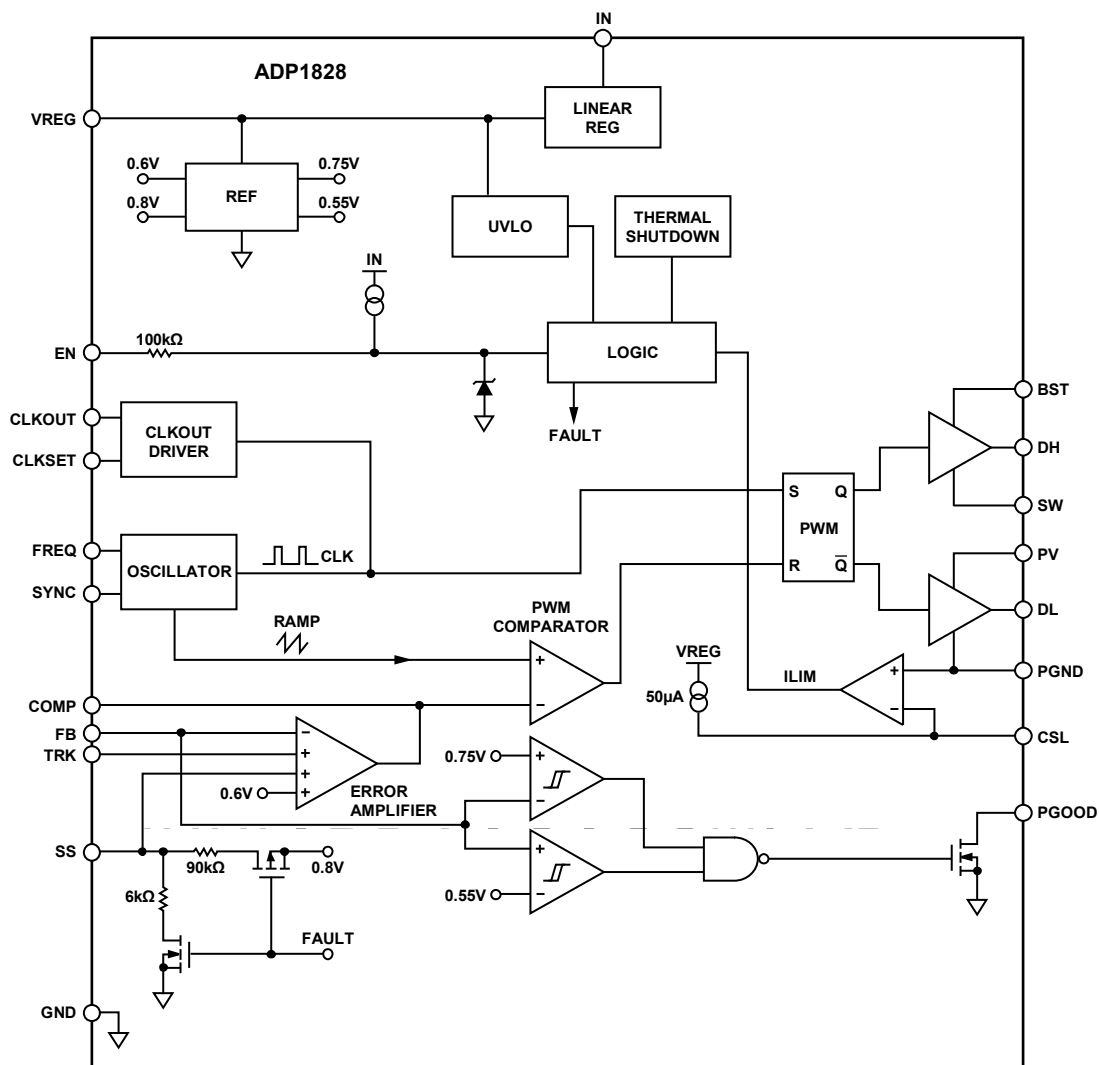 IN
ADP1828
VREG
LINEAR
REG
0.6V
0.75V
REF
0.8V
0.55V
UVLO
THERMAL
SHUTDOWN
IN
100kΩ
EN
LOGIC
FAULT
BST
CLKOUT
CLKOUT
DRIVER
DH
CLKSET
S
Q
PWM
SW
FREQ
OSCILLATOR
CLK
R
Q̅
PV
SYNC
DL
RAMP
PWM
COMPARATOR
+
VREG
ILIM
+
PGND
50µA
COMP
−
−
FB
−
CSL
TRK
+
0.75V
+
+
0.6V
+
ERROR
AMPLIFIER
−
PGOOD
SS
90kΩ
0.8V
+
6kΩ
0.55V
−
FAULT
GND